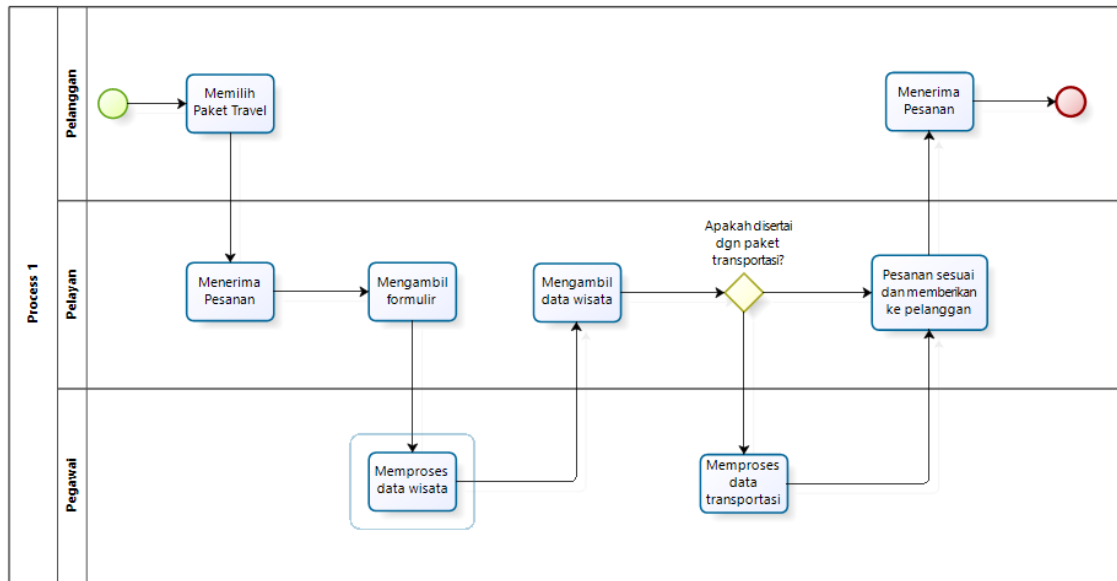 Process 1
Pelanggan
Memilih
Paket Travel
Menerima
Pesanan
Pelayan
Menerima
Pesanan
Mengambil
formulir
Mengambil
data wisata
Apakah disertai
dgn paket
transportasi?
Pesanan sesuai
dan memberikan
ke pelanggan
Pegawai
Memproses
data wisata
Memproses
data
transportasi